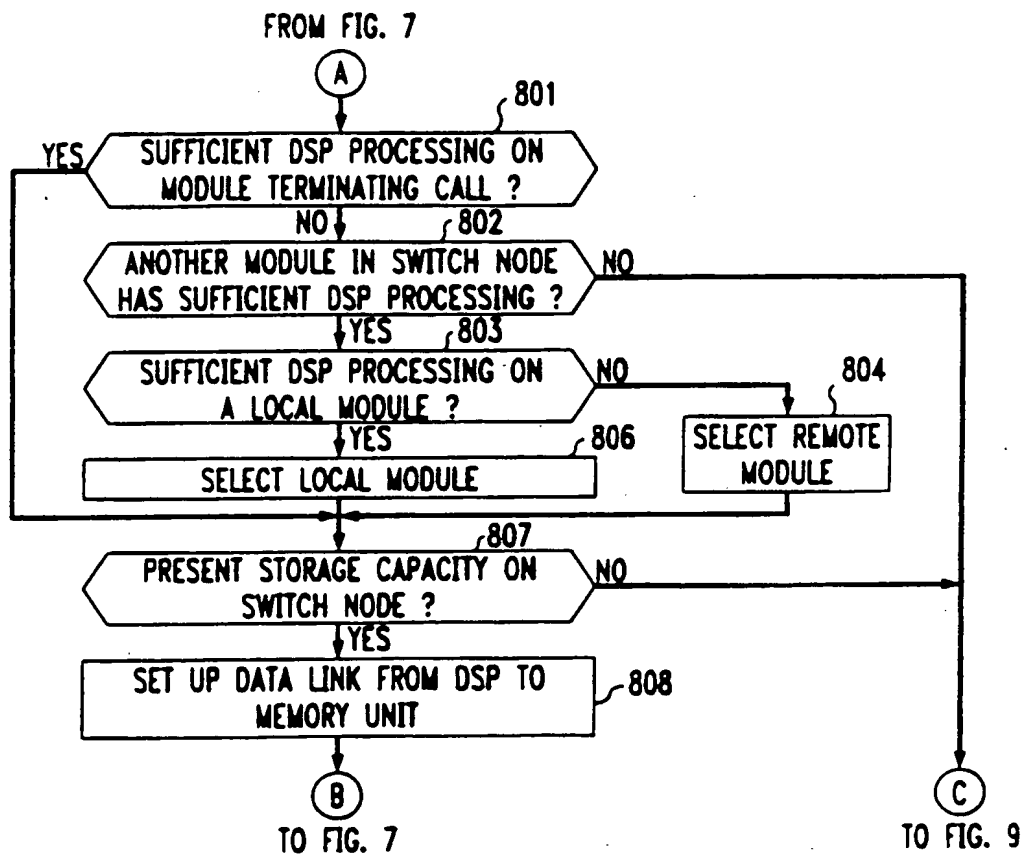 FROM FIG. 7
A
801
YES
SUFFICIENT DSP PROCESSING ON
MODULE TERMINATING CALL ?
NO
802
ANOTHER MODULE IN SWITCH NODE
HAS SUFFICIENT DSP PROCESSING ?
NO
YES
803
SUFFICIENT DSP PROCESSING ON
A LOCAL MODULE ?
NO
804
YES
806
SELECT REMOTE
MODULE
SELECT LOCAL MODULE
807
PRESENT STORAGE CAPACITY ON
SWITCH NODE ?
NO
YES
SET UP DATA LINK FROM DSP TO
MEMORY UNIT
808
B
TO FIG. 7
C
TO FIG. 9